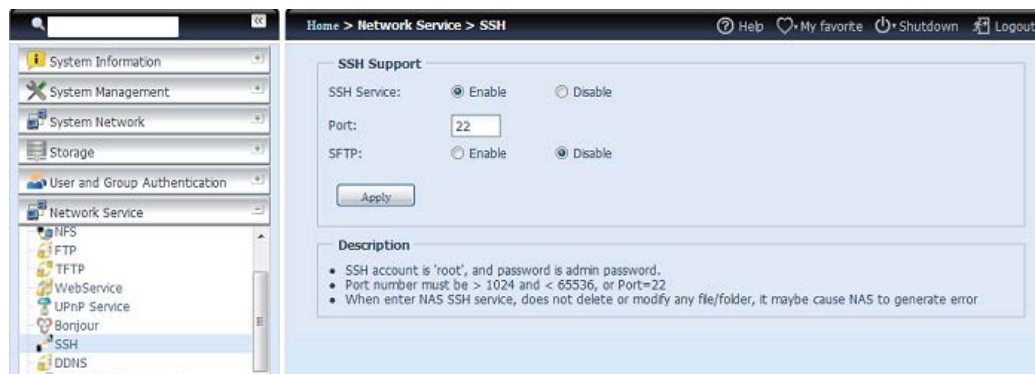 Home > Network Service > SSH
Help My favorite Shutdown Logout
System Information
System Management
System Network
Storage
User and Group Authentication
Network Service
NFS
FTP
TFTP
WebService
UPnP Service
Bonjour
SSH
DDNS
SSH Support
SSH Service: Enable Disable
Port: 22
SFTP: Enable Disable
Apply
Description
SSH account is 'root', and password is admin password.
Port number must be > 1024 and < 65536, or Port=22
When enter NAS SSH service, does not delete or modify any file/folder, it maybe cause NAS to generate error